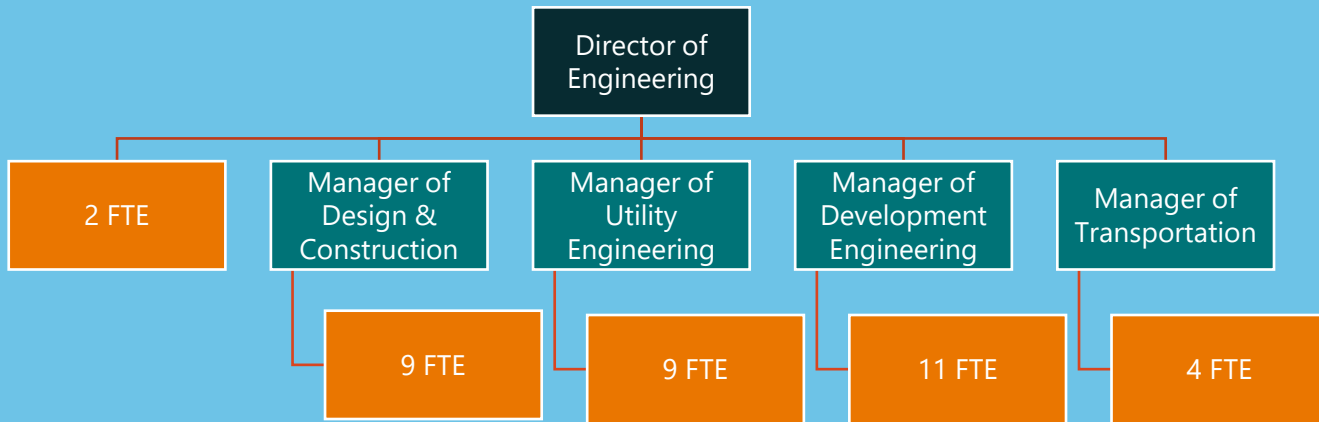 Director of
Engineering
2 FTE
Manager of
Design &
Construction
Manager of
Utility
Engineering
Manager of
Development
Engineering
Manager of
Transportation
9 FTE
9 FTE
11 FTE
4 FTE